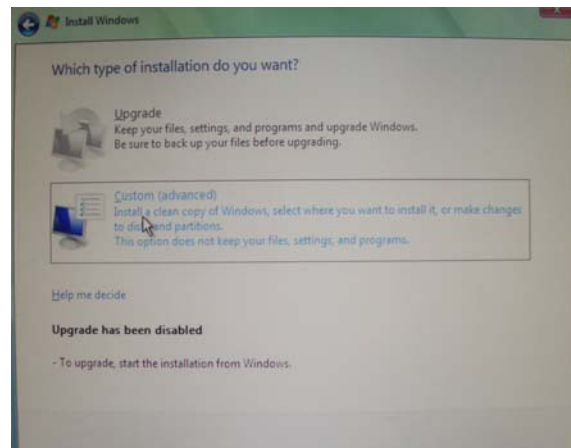 Install Windows
Which type of installation do you want?
Upgrade
Keep your files, settings, and programs and upgrade Windows.
Be sure to back up your files before upgrading.
Custom (advanced)
Install a clean copy of Windows, select where you want to install it, or make changes
to disks and partitions.
This option does not keep your files, settings, and programs.
Help me decide
Upgrade has been disabled
- To upgrade, start the installation from Windows.